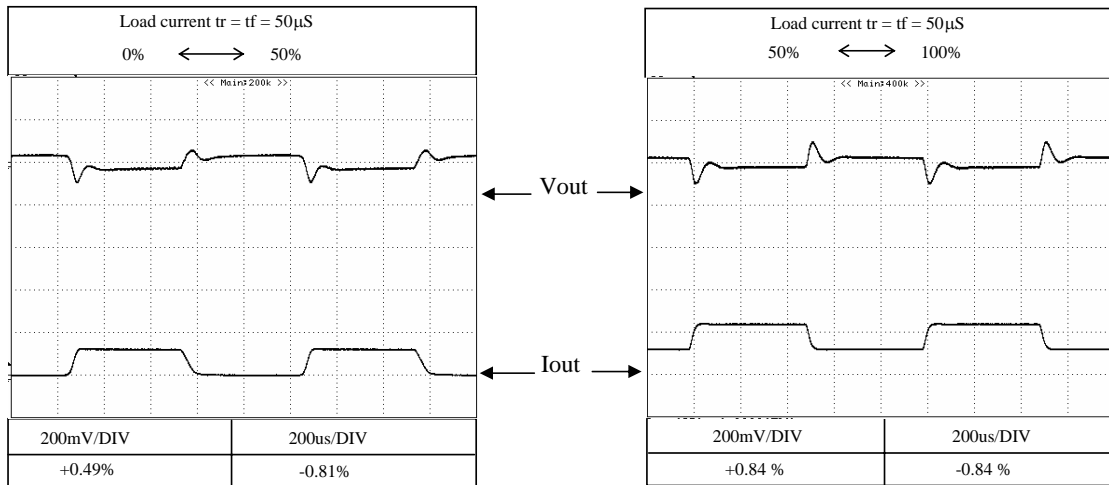 Load current tr = tf = 50μS
0% 50%
<< Main:200k >>
200mV/DIV 200us/DIV
+0.49% -0.81%
Vout
Iout
Load current tr = tf = 50μS
50% 100%
<< Main:400k >>
200mV/DIV 200us/DIV
+0.84 % -0.84 %